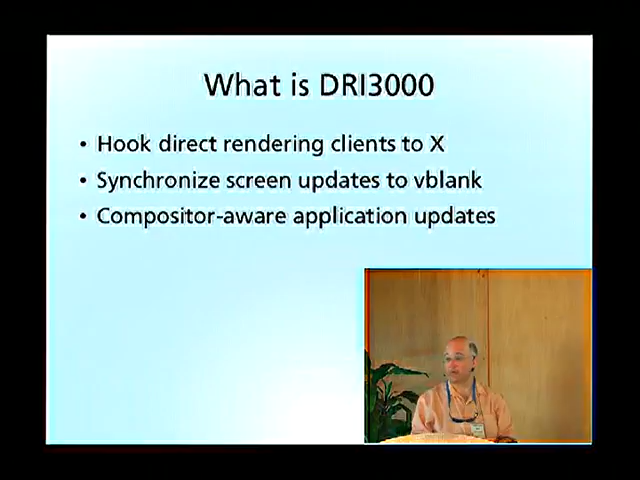 What is DRI3000
• Hook direct rendering clients to X
• Synchronize screen updates to vblank
• Compositor-aware application updates